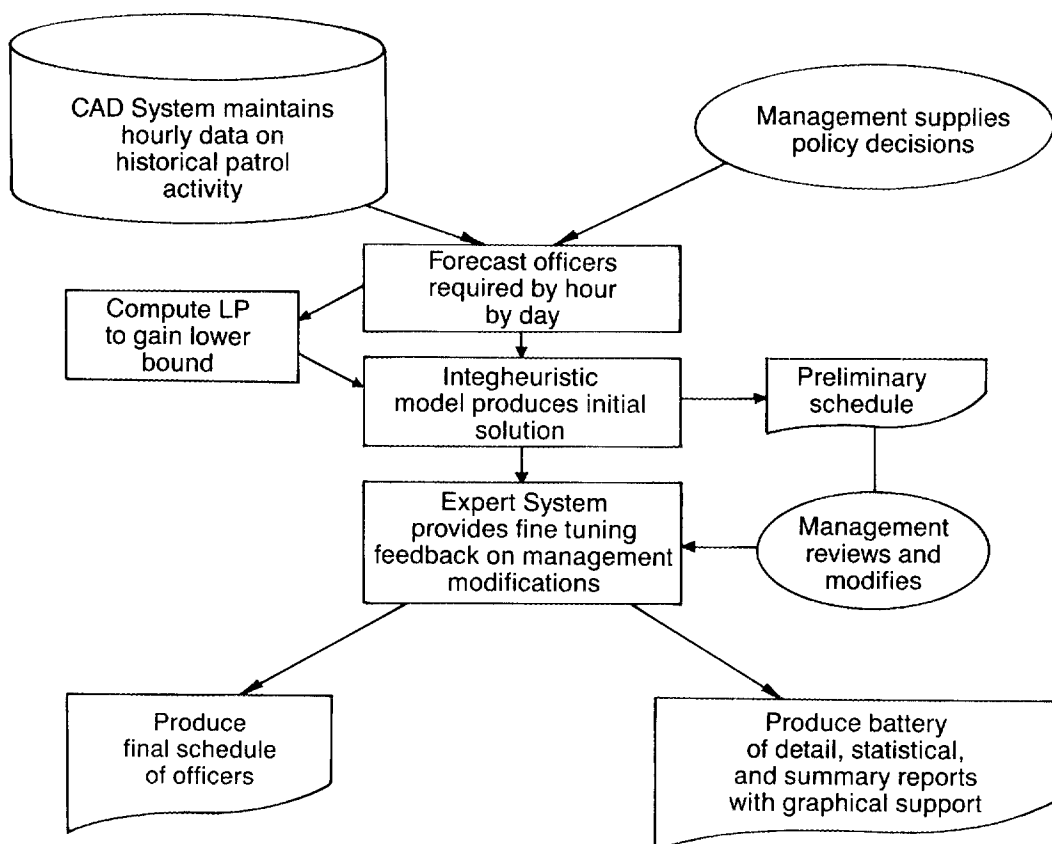 CAD System maintains
hourly data on
historical patrol
activity
Management supplies
policy decisions
Forecast officers
required by hour
by day
Compute LP
to gain lower
bound
Integheuristic
model produces initial
solution
Preliminary
schedule
Expert System
provides fine tuning
feedback on management
modifications
Management
reviews and
modifies
Produce
final schedule
of officers
Produce battery
of detail, statistical,
and summary reports
with graphical support